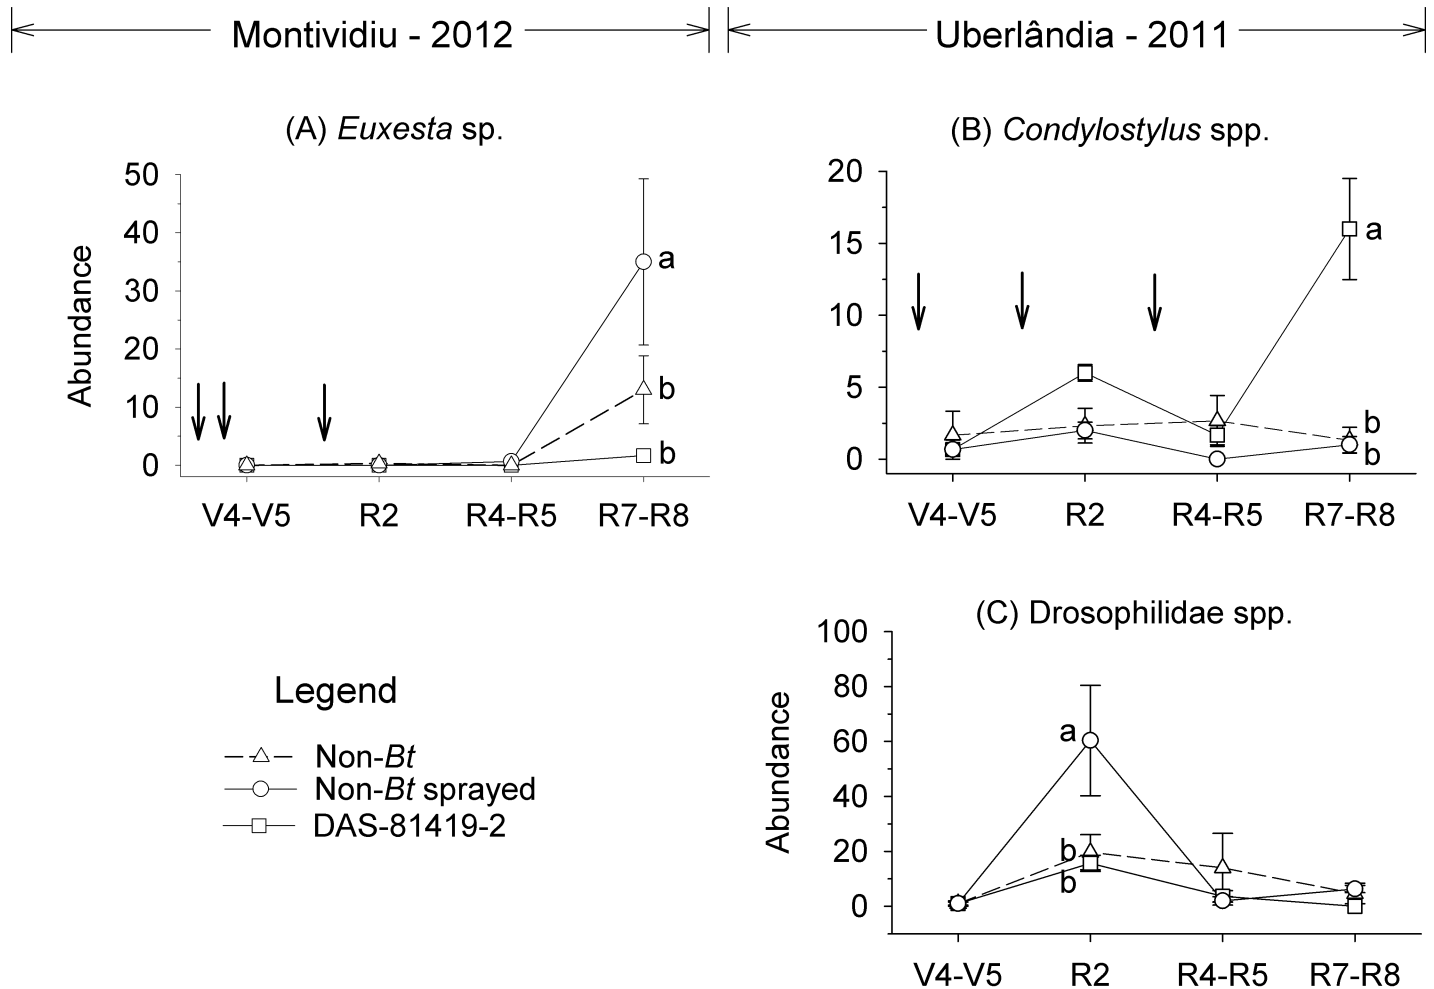 Montividiu - 2012
Uberlândia - 2011
(A) Euxesta sp.
Abundance
50
40
30
20
10
0
a
b
b
V4-V5 R2 R4-R5 R7-R8
(B) Condylostylus spp.
20
15
10
5
0
a
b
b
V4-V5 R2 R4-R5 R7-R8
Legend
Non-Bt
Non-Bt sprayed
DAS-81419-2
(C) Drosophilidae spp.
Abundance
100
80
60
40
20
0
a
b
b
V4-V5 R2 R4-R5 R7-R8